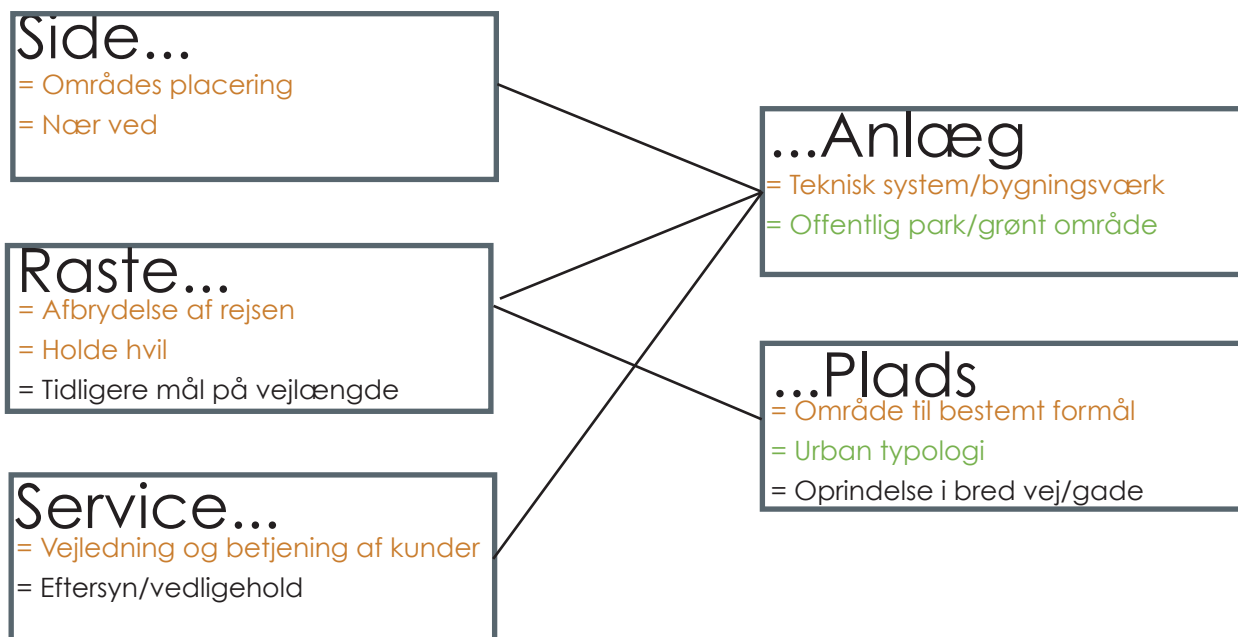 Side...
= Områdes placering
= Nær ved
Raste...
= Afbrydelse af rejsen
= Holde hvil
= Tidligere mål på vejlængde
Service...
= Vejledning og betjening af kunder
= Eftersyn/vedligehold
...Anlæg
= Teknisk system/bygningsværk
= Offentlig park/grønt område
...Plads
= Område til bestemt formål
= Urban typologi
= Oprindelse i bred vej/gade